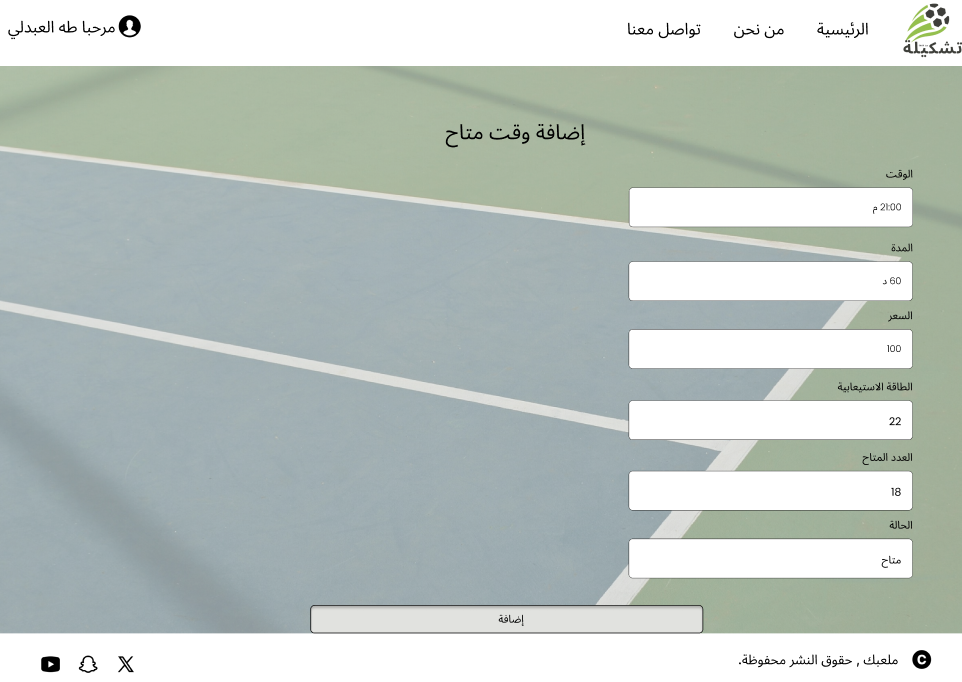 تشكيلة
الرئيسية
من نحن
تواصل معنا
مرحبا طه العبدلي
إضافة وقت متاح
الوقت
21:00 م
المدة
60 د
السعر
100
الطاقة الاستيعابية
22
العدد المتاح
18
الحالة
متاح
إضافة
ملعبك , حقوق النشر محفوظة.